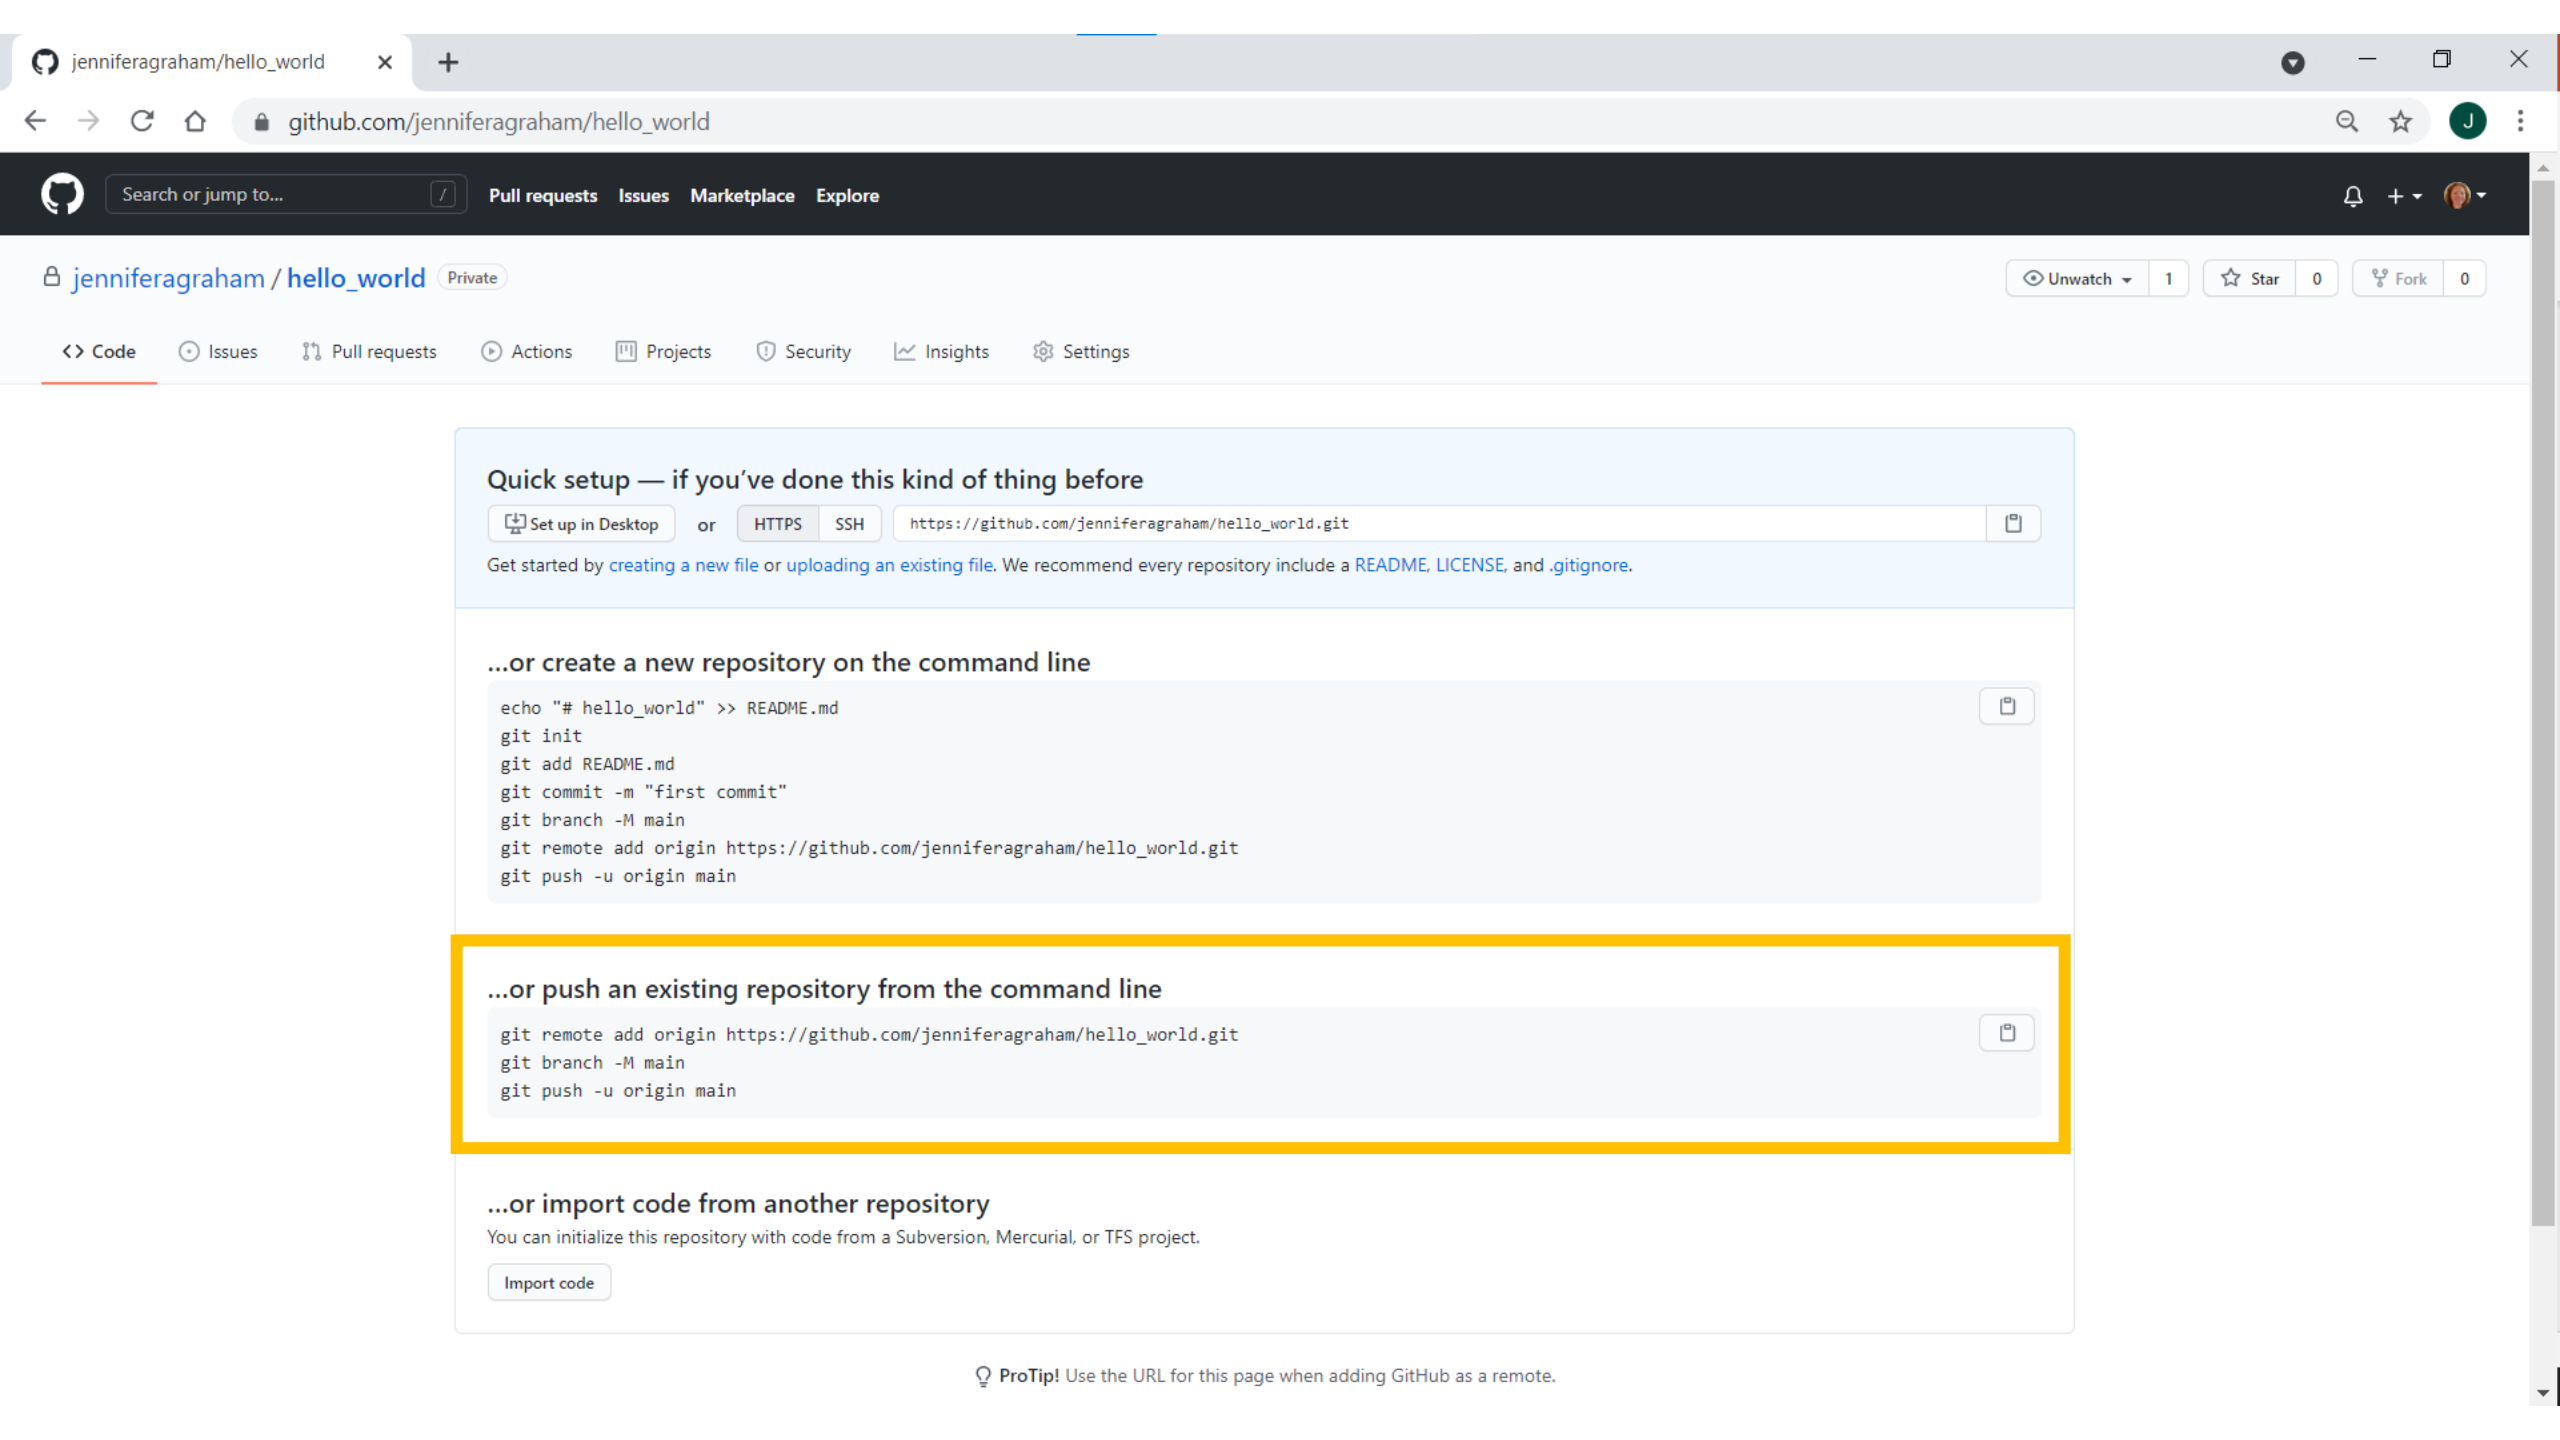 jenniferagraham/hello_world
github.com/jenniferagraham/hello_world
J
Search or jump to... /
Pull requests Issues Marketplace Explore
jenniferagraham / hello_world Private
Unwatch 1 Star 0 Fork 0
<> Code Issues Pull requests Actions Projects Security Insights Settings
Quick setup — if you’ve done this kind of thing before
Set up in Desktop or HTTPS SSH https://github.com/jenniferagraham/hello_world.git
Get started by creating a new file or uploading an existing file. We recommend every repository include a README, LICENSE, and .gitignore.
…or create a new repository on the command line
echo "# hello_world" >> README.md
git init
git add README.md
git commit -m "first commit"
git branch -M main
git remote add origin https://github.com/jenniferagraham/hello_world.git
git push -u origin main
…or push an existing repository from the command line
git remote add origin https://github.com/jenniferagraham/hello_world.git
git branch -M main
git push -u origin main
…or import code from another repository
You can initialize this repository with code from a Subversion, Mercurial, or TFS project.
Import code
ProTip! Use the URL for this page when adding GitHub as a remote.